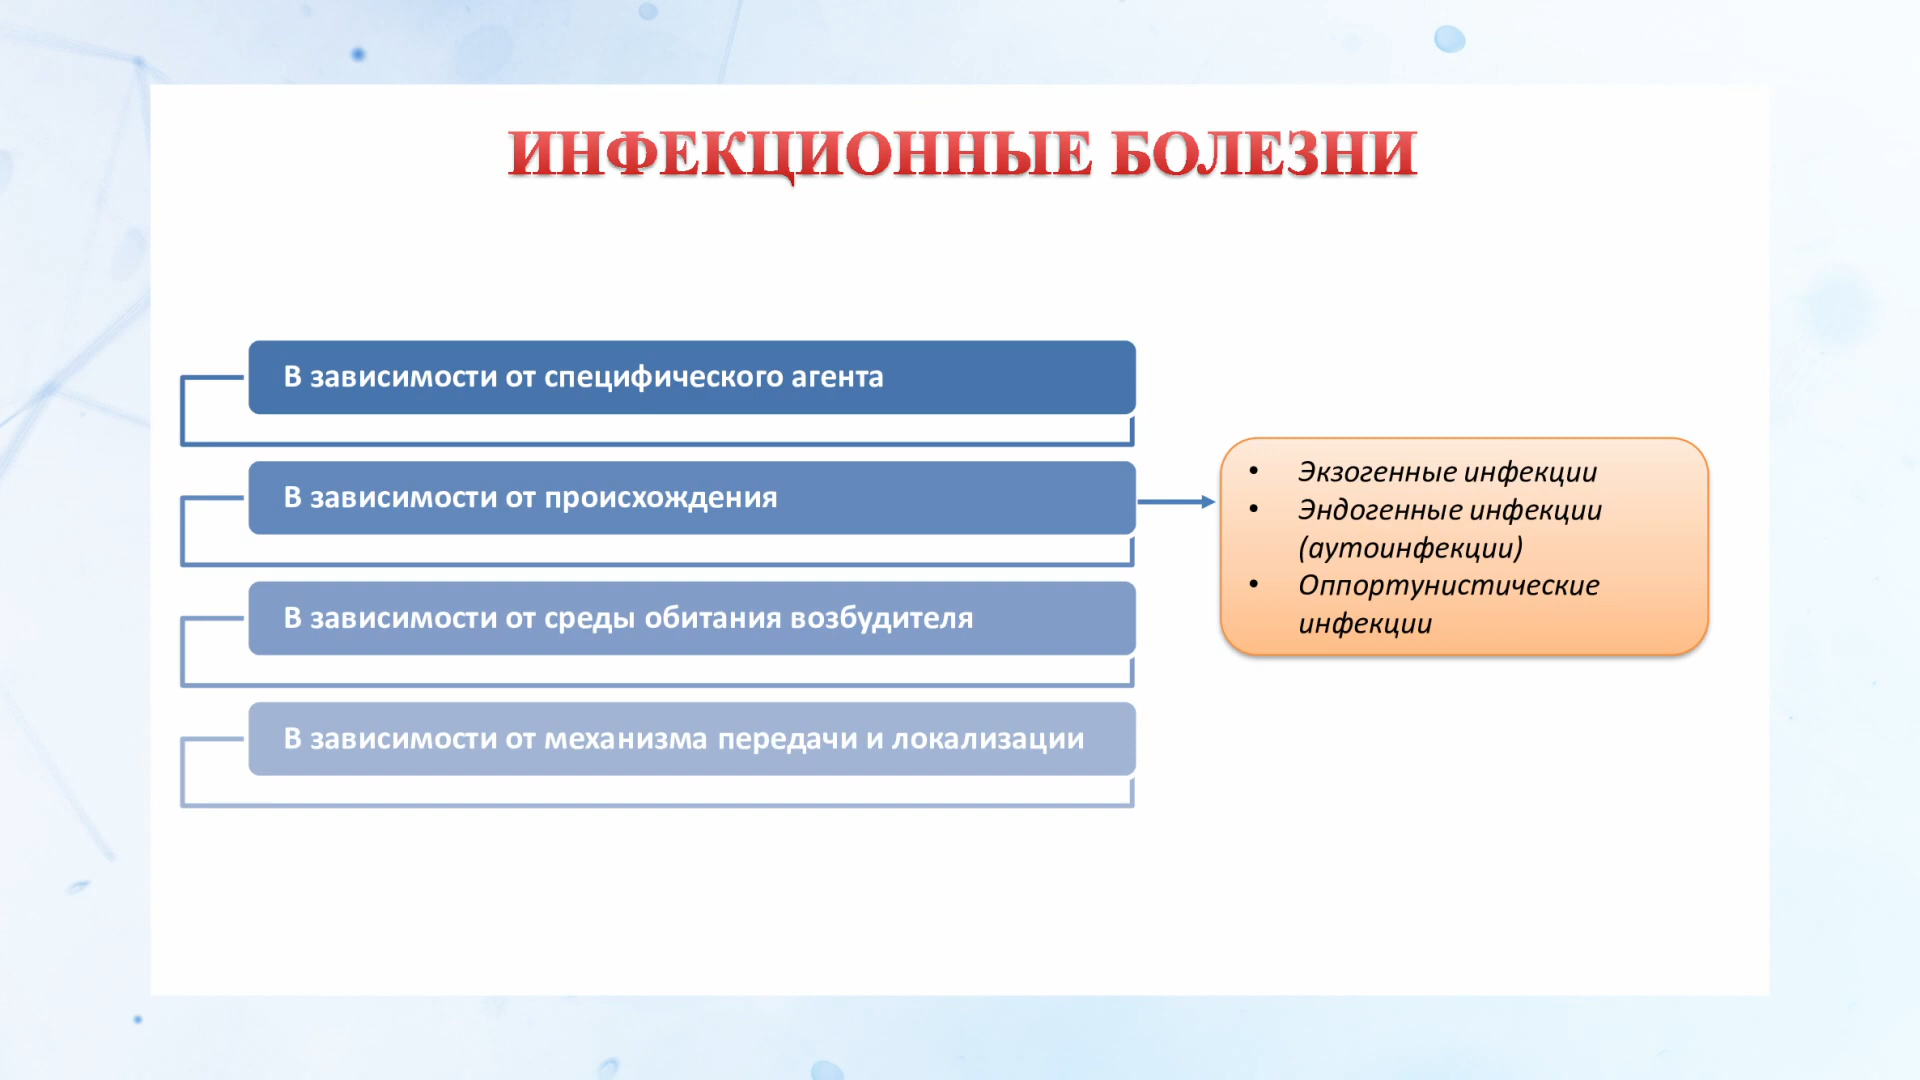 ИНФЕКЦИОННЫЕ БОЛЕЗНИ
В зависимости от специфического агента
В зависимости от происхождения
В зависимости от среды обитания возбудителя
В зависимости от механизма передачи и локализации
• Экзогенные инфекции
• Эндогенные инфекции
(аутоинфекции)
• Оппортунистические
инфекции